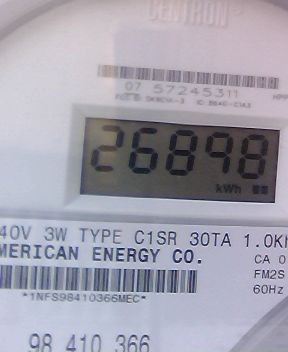 CENTRON
07 57245311
26898
kWh
40V 3W TYPE C1SR 30TA 1.0Kh
MERICAN ENERGY CO.
CA 0
FM2S
*1NFS98410366MEC*
60Hz
98 410 366